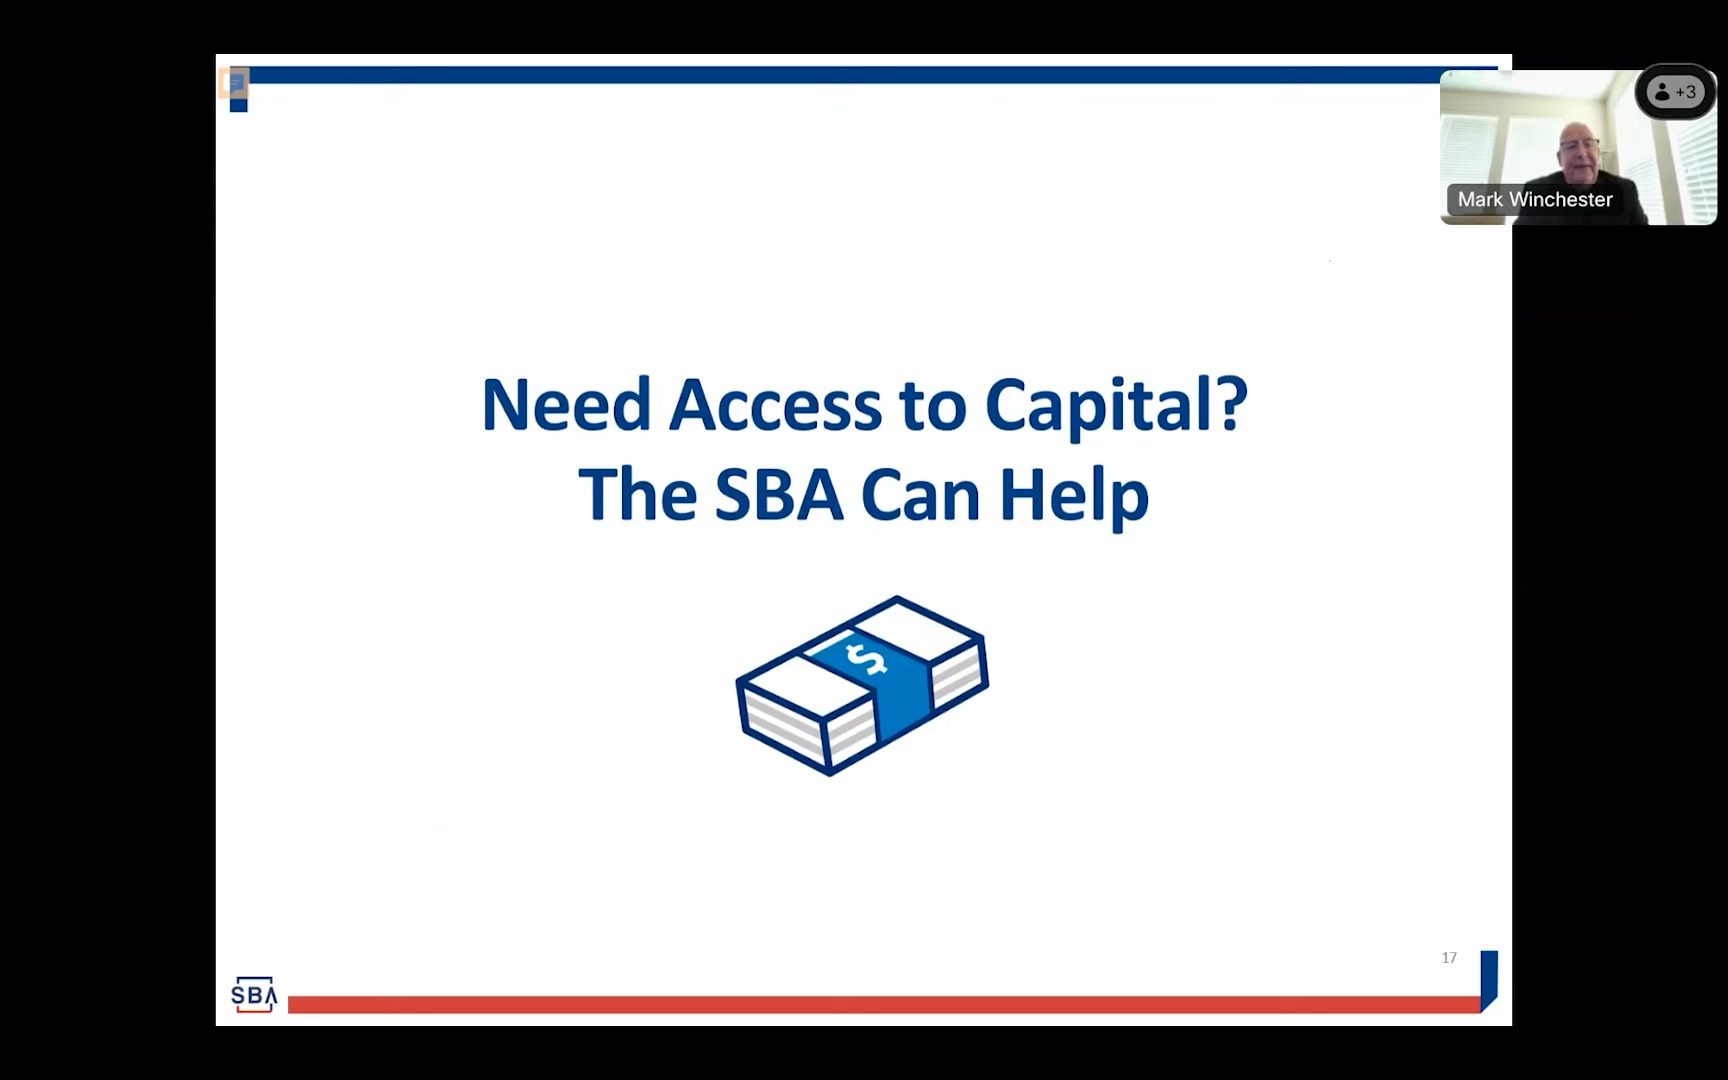 +3
Mark Winchester
Need Access to Capital?
The SBA Can Help
$
17
SBA